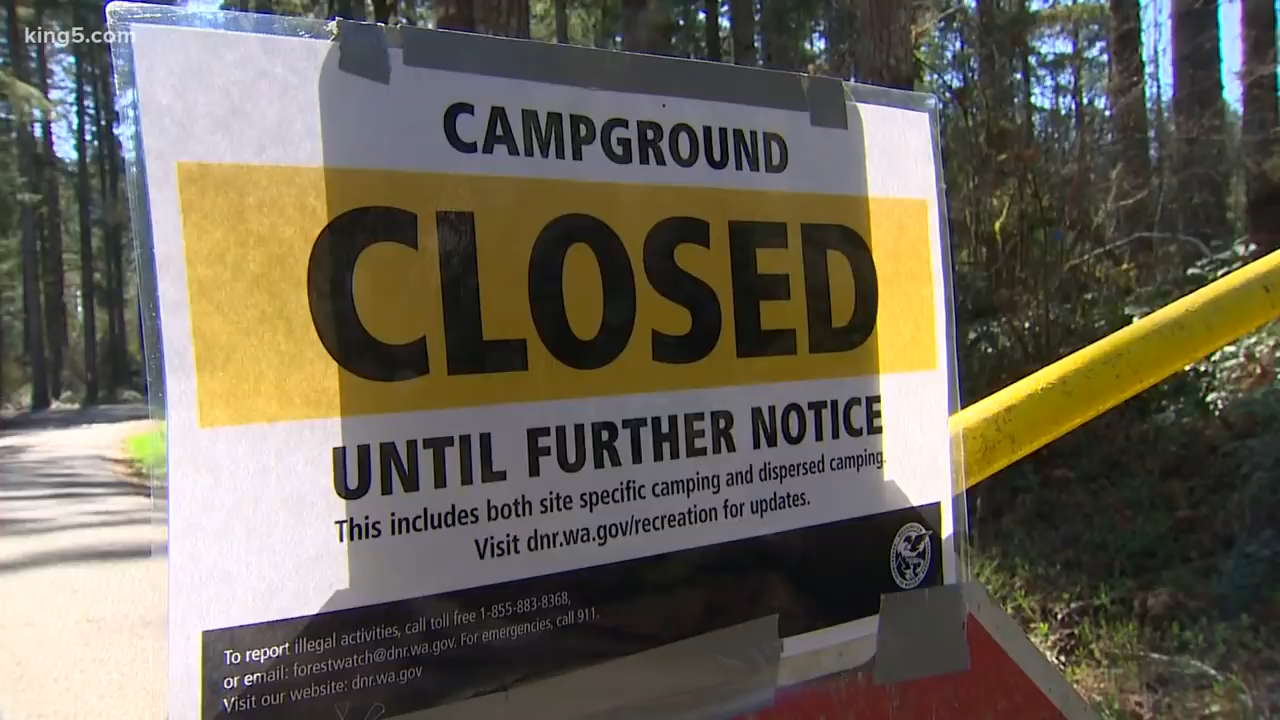 king5.com
CAMPGROUND
CLOSED
UNTIL FURTHER NOTICE
This includes both site specific camping and dispersed camping.
Visit dnr.wa.gov/recreation for updates.
To report illegal activities, call toll free 1-855-883-8368,
or email: forestwatch@dnr.wa.gov. For emergencies, call 911.
Visit our website: dnr.wa.gov